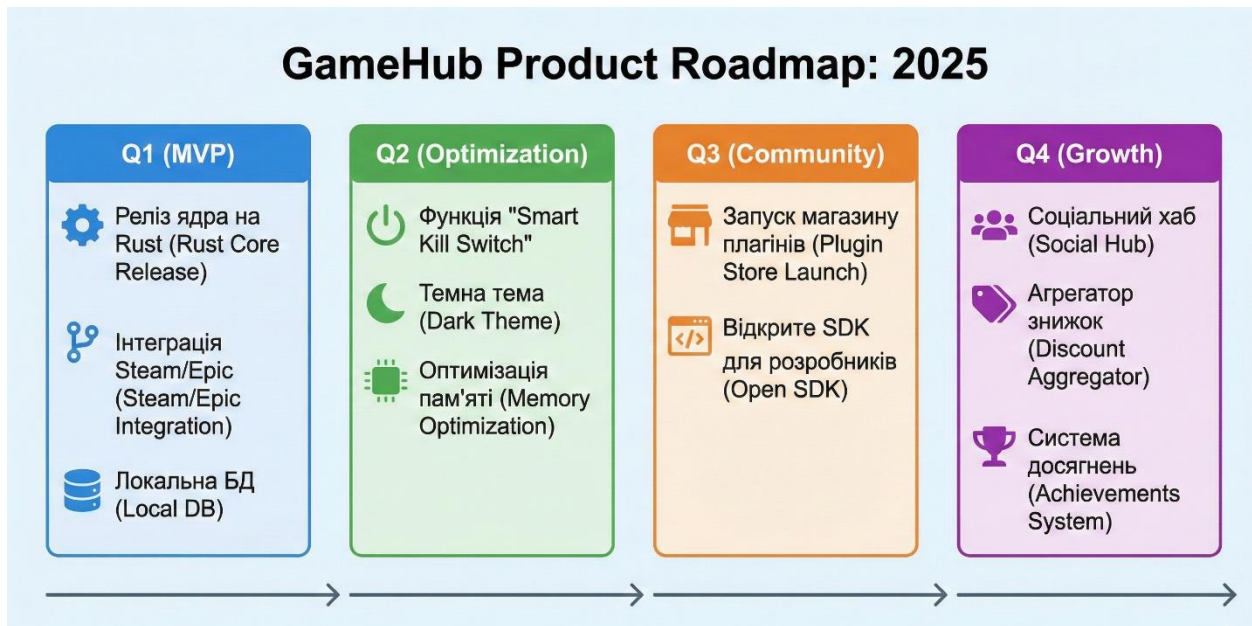 GameHub Product Roadmap: 2025
Q1 (MVP)
Реліз ядра на
Rust (Rust Core
Release)
Інтеграція
Steam/Epic
(Steam/Epic
Integration)
Локальна БД
(Local DB)
Q2 (Optimization)
Функція "Smart
Kill Switch"
Темна тема
(Dark Theme)
Оптимізація
пам'яті (Memory
Optimization)
Q3 (Community)
Запуск магазину
плагінів (Plugin
Store Launch)
</>
Відкрите SDK
для розробників
(Open SDK)
Q4 (Growth)
Соціальний хаб
(Social Hub)
Агрегатор
знижок
(Discount
Aggregator)
Система
досягнень
(Achievements
System)